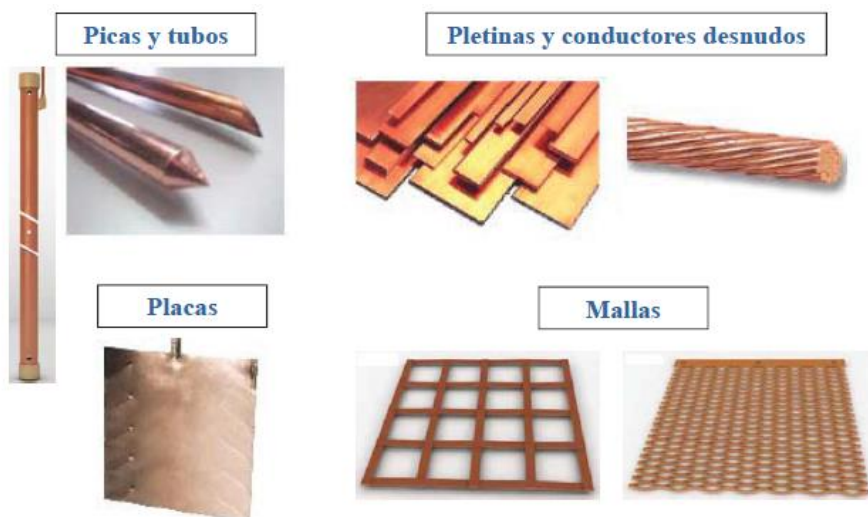 Picas y tubos
Pletinas y conductores desnudos
Placas
Mallas